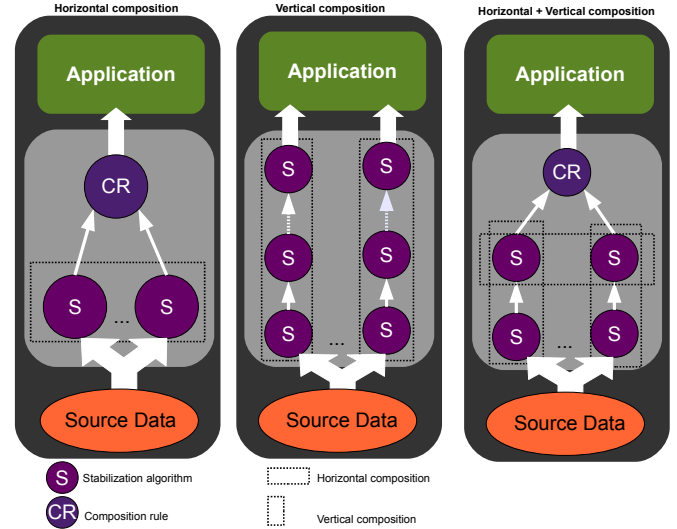 Horizontal composition
Vertical composition
Horizontal + Vertical composition
Application
Application
Application
CR
S
S
CR
S
S
S
S
S
S
S
S
...
S
S
...
S
S
...
Source Data
Source Data
Source Data
S
Stabilization algorithm
Horizontal composition
CR
Composition rule
Vertical composition